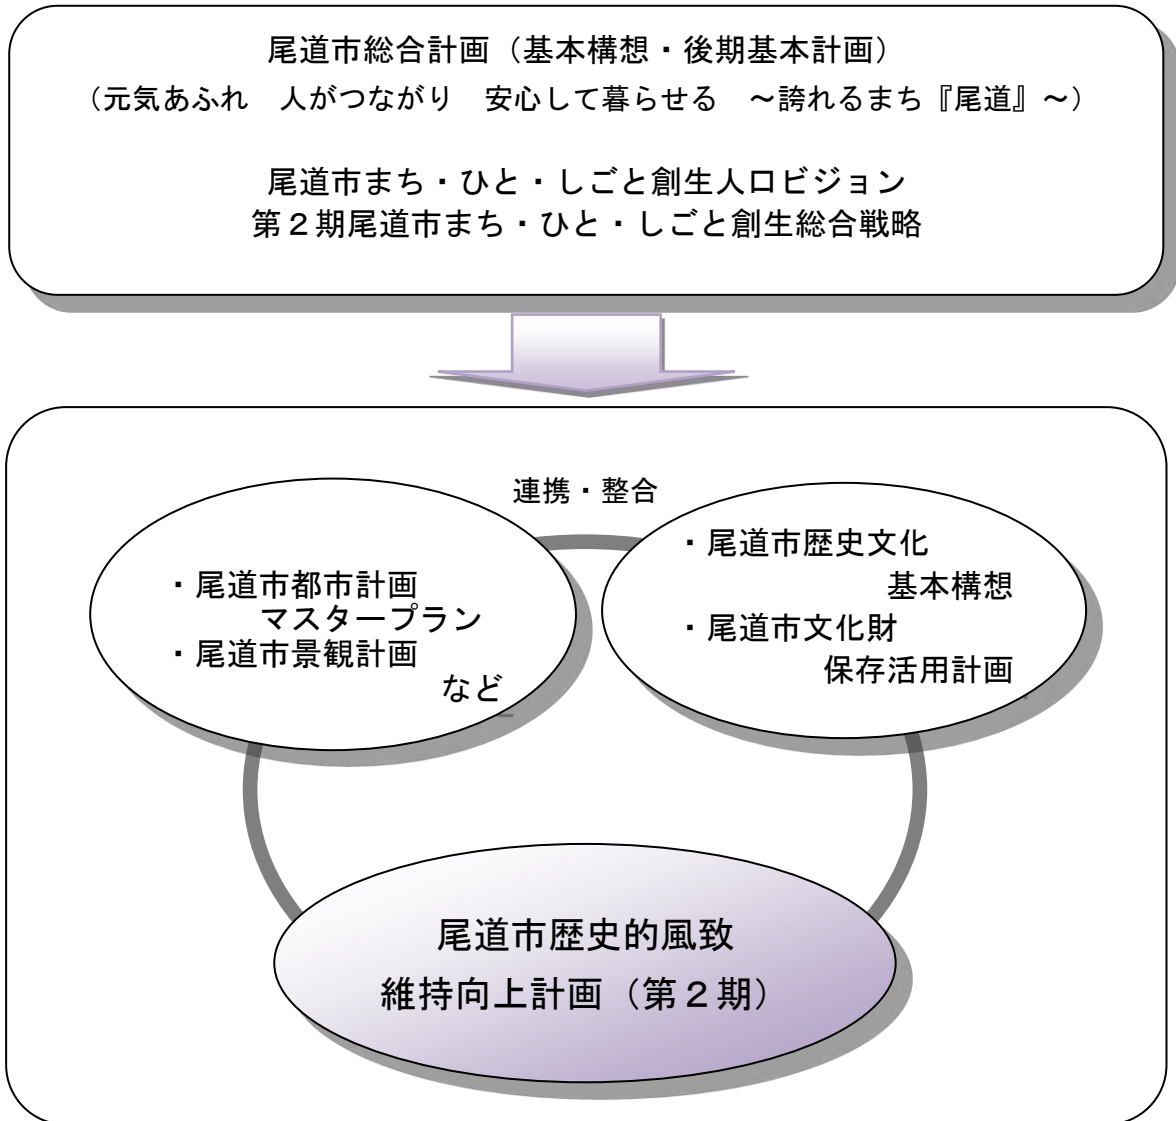 尾道市総合計画（基本構想・後期基本計画）
（元気あふれ　人がつながり　安心して暮らせる　～誇れるまち『尾道』～）
尾道市まち・ひと・しごと創生人口ビジョン
第２期尾道市まち・ひと・しごと創生総合戦略
連携・整合
・尾道市都市計画
マスタープラン
・尾道市景観計画
など
・尾道市歴史文化
基本構想
・尾道市文化財
保存活用計画
尾道市歴史的風致
維持向上計画（第２期）